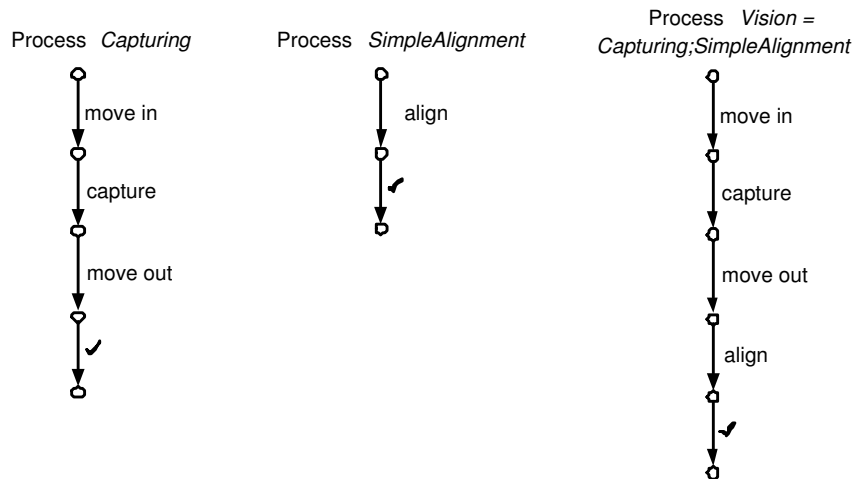 Process Capturing
move in
capture
move out
✓
Process SimpleAlignment
align
✓
Process Vision =
Capturing;SimpleAlignment
move in
capture
move out
align
✓